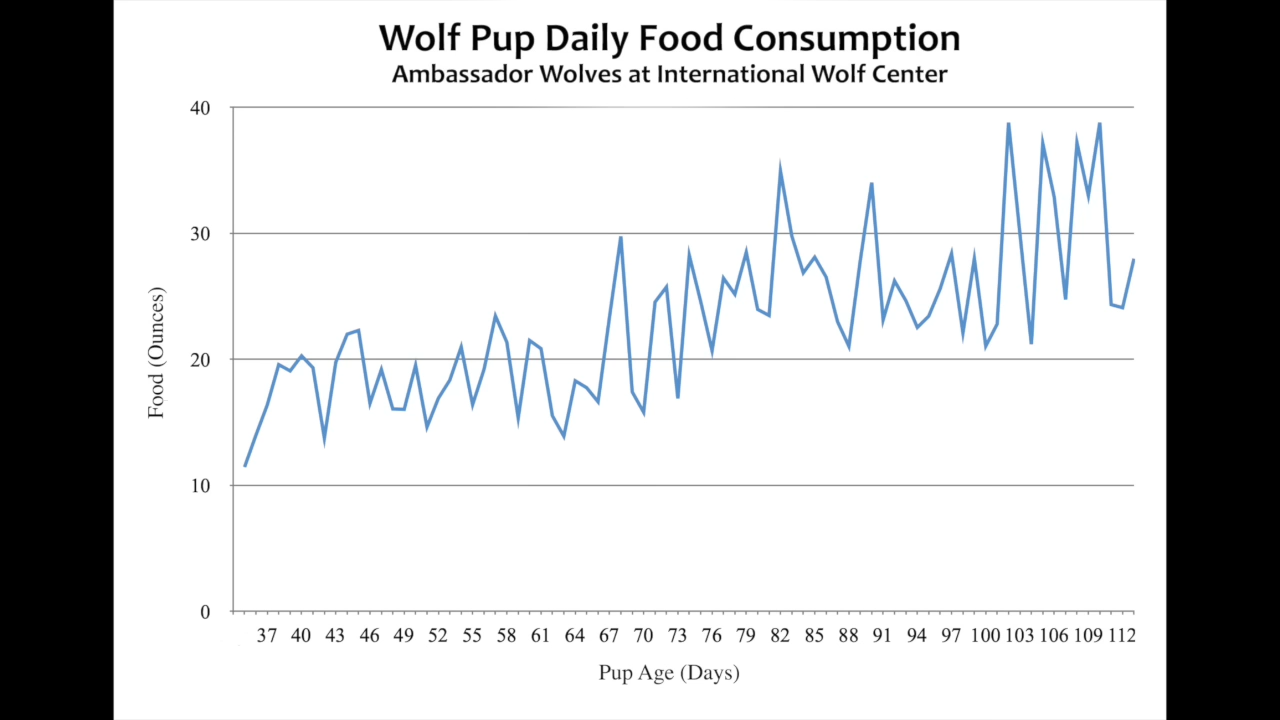 Wolf Pup Daily Food Consumption
Ambassador Wolves at International Wolf Center
40
30
20
10
0
Food (Ounces)
37 40 43 46 49 52 55 58 61 64 67 70 73 76 79 82 85 88 91 94 97 100 103 106 109 112
Pup Age (Days)